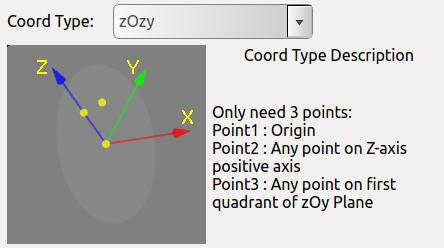 Coord Type: zOzy
Coord Type Description
Z Y
X
Only need 3 points:
Point1 : Origin
Point2 : Any point on Z-axis
positive axis
Point3 : Any point on first
quadrant of zOy Plane